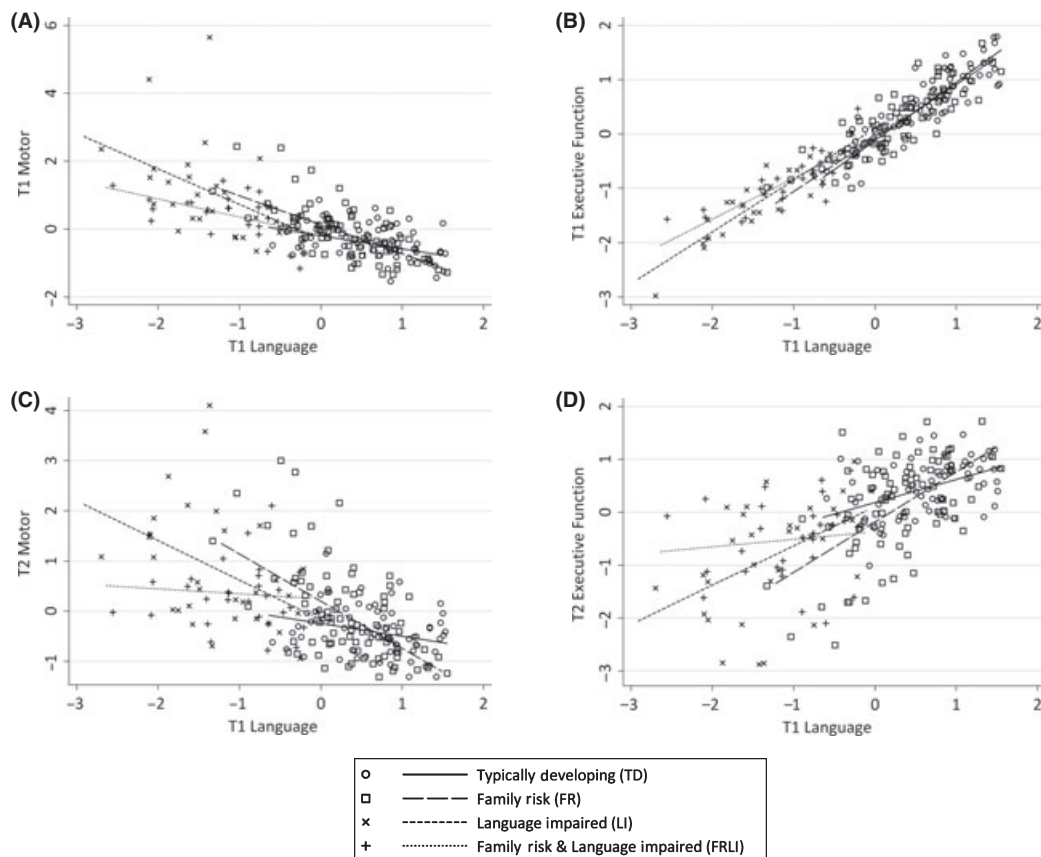 (A)
6
4
2
0
−2
T1 Motor
−3 −2 −1 0 1 2
T1 Language
(B)
2
1
0
−1
−2
−3
T1 Executive Function
−3 −2 −1 0 1 2
T1 Language
(C)
4
3
2
1
0
−1
T2 Motor
−3 −2 −1 0 1 2
T1 Language
(D)
2
1
0
−1
−2
−3
T2 Executive Function
−3 −2 −1 0 1 2
T1 Language
Typically developing (TD)
Family risk (FR)
Language impaired (LI)
Family risk & Language impaired (FRLI)